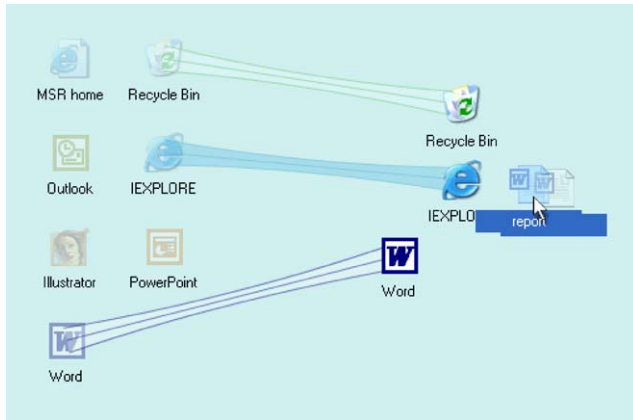 MSR home
Recycle Bin
Recycle Bin
Outlook
IEXPLORE
IEXPLO
report
Illustrator
PowerPoint
Word
Word